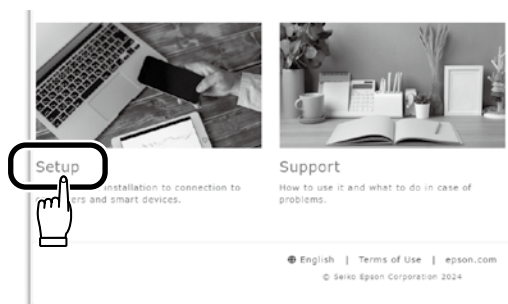 Setup
installation to connection to
ers and smart devices.
Support
How to use it and what to do in case of
problems.
English | Terms of Use | epson.com
© Seiko Epson Corporation 2024